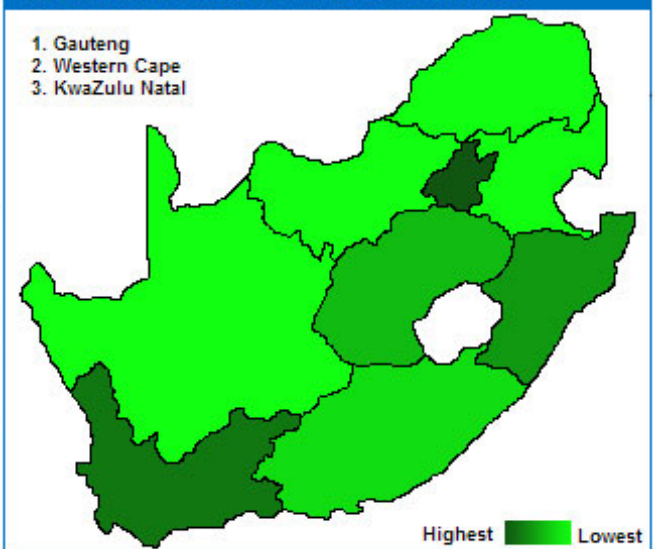 1. Gauteng
2. Western Cape
3. KwaZulu Natal
Highest Lowest